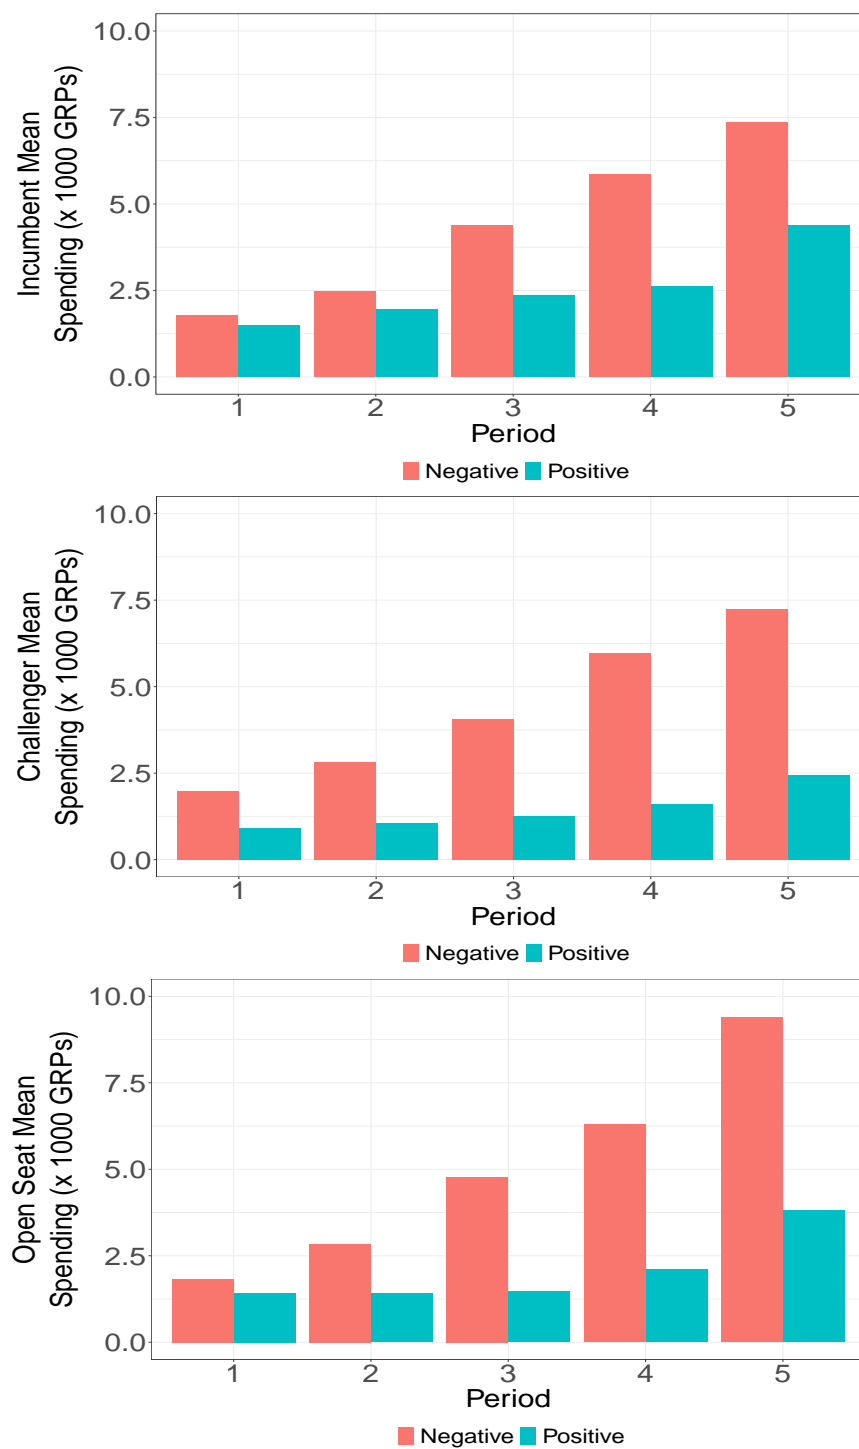 Incumbent Mean
Spending (x 1000 GRPs)
10.0
7.5
5.0
2.5
0.0
1 2 3 4 5
Period
Negative Positive
Challenger Mean
Spending (x 1000 GRPs)
10.0
7.5
5.0
2.5
0.0
1 2 3 4 5
Period
Negative Positive
Open Seat Mean
Spending (x 1000 GRPs)
10.0
7.5
5.0
2.5
0.0
1 2 3 4 5
Period
Negative Positive